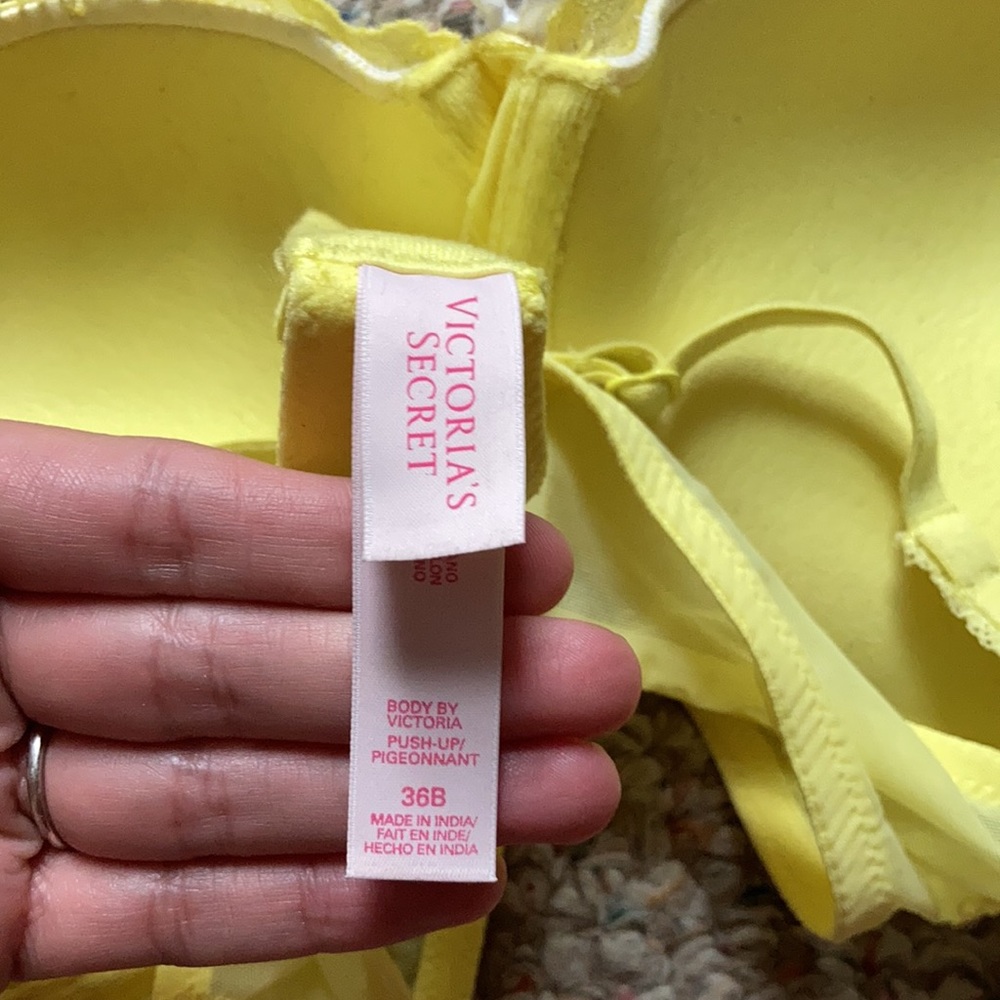 VICTORIA'S
SECRET
BODY BY
VICTORIA
PUSH-UP/
PIGEONNANT
36B
MADE IN INDIA/
FAIT EN INDE/
HECHO EN INDIA